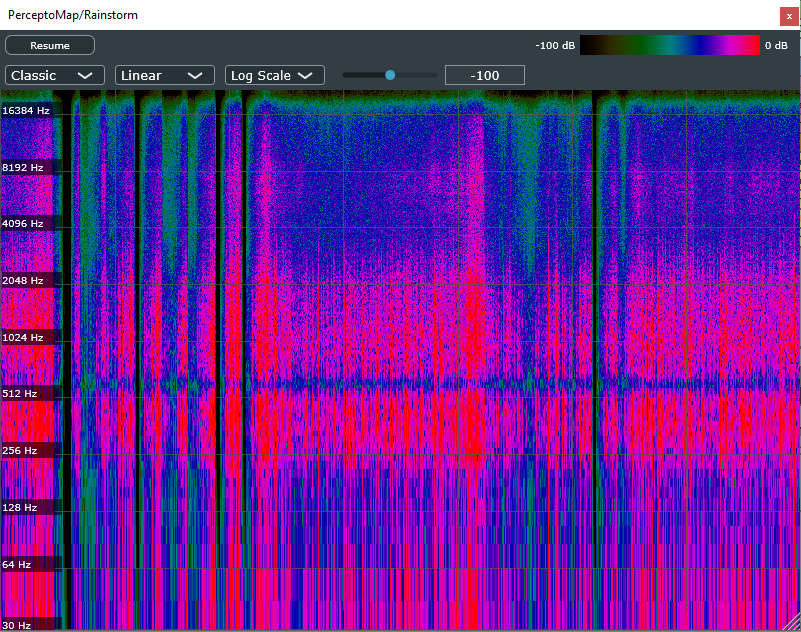 PerceptoMap/Rainstorm
x
Resume
-100 dB
0 dB
Classic
Linear
Log Scale
-100
16384 Hz
8192 Hz
4096 Hz
2048 Hz
1024 Hz
512 Hz
256 Hz
128 Hz
64 Hz
30 Hz